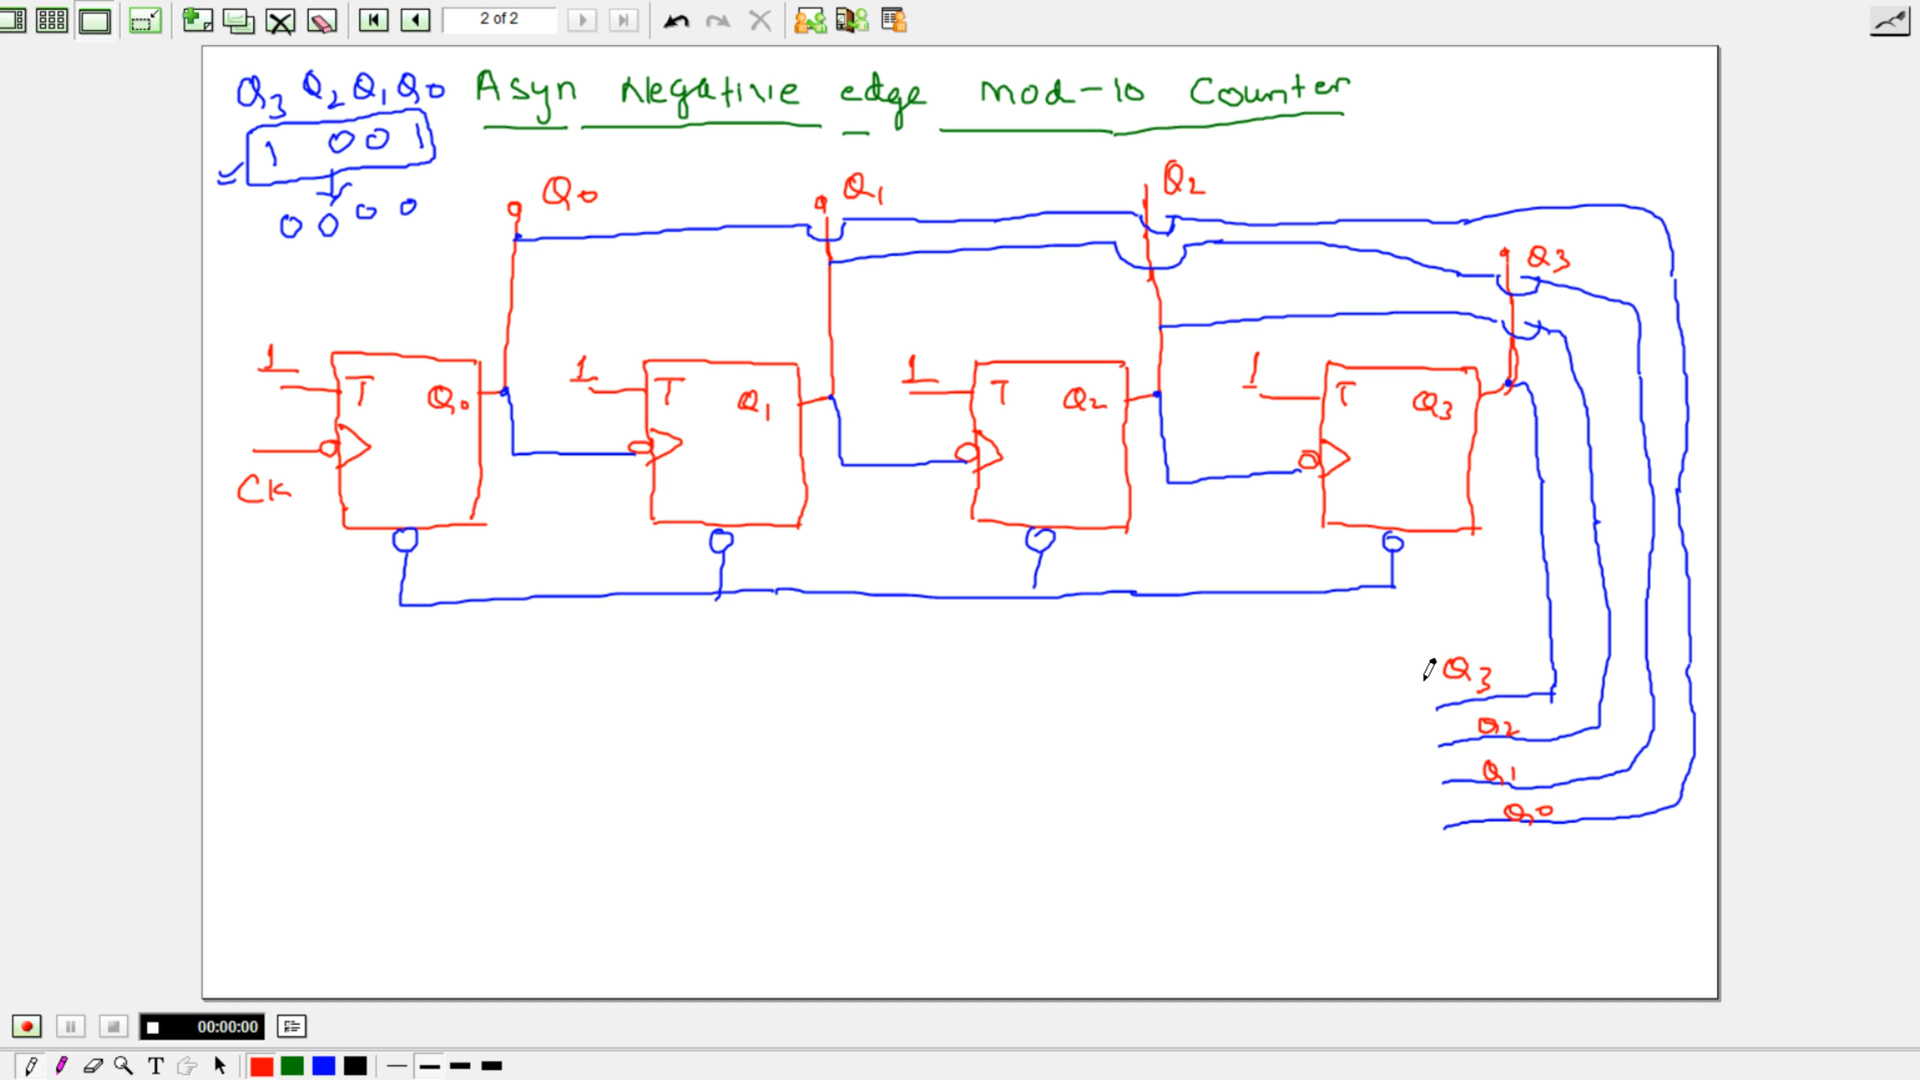 2 of 2
Q3 Q2 Q1 Q0 Asyn Negative edge mod-10 Counter
1 0 0 1
0 0 0 0
Q0 Q1 Q2 Q3
1 1 1 1
T Q0 T Q1 T Q2 T Q3
CK
Q3
Q2
Q1
Q0
00:00:00
T